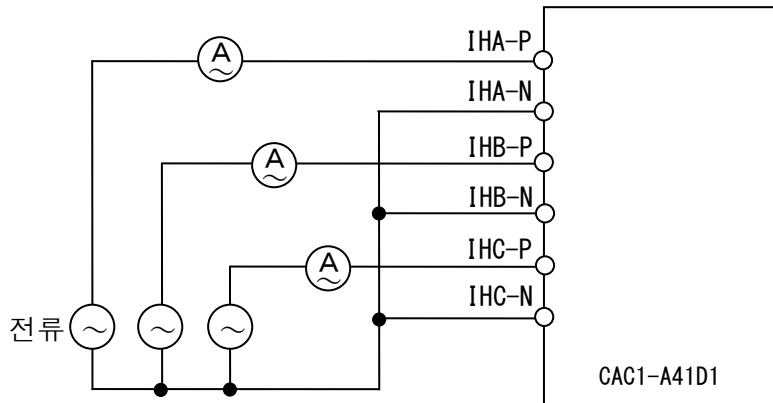 IHA-P
A
IHA-N
IHB-P
A
IHB-N
IHC-P
A
IHC-N
전류
CAC1-A41D1